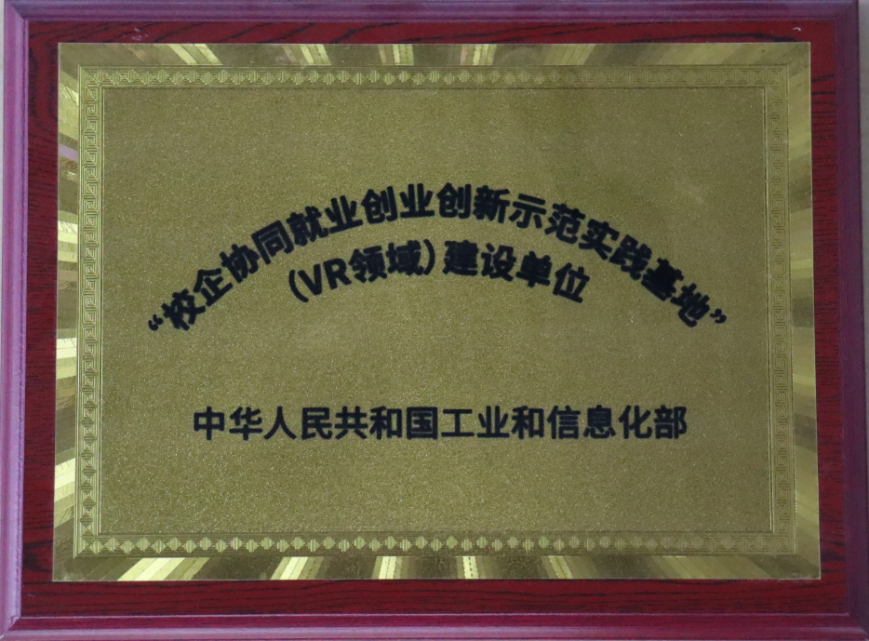 “校企协同就业创业创新示范实践基地”
(VR领域)建设单位
中华人民共和国工业和信息化部